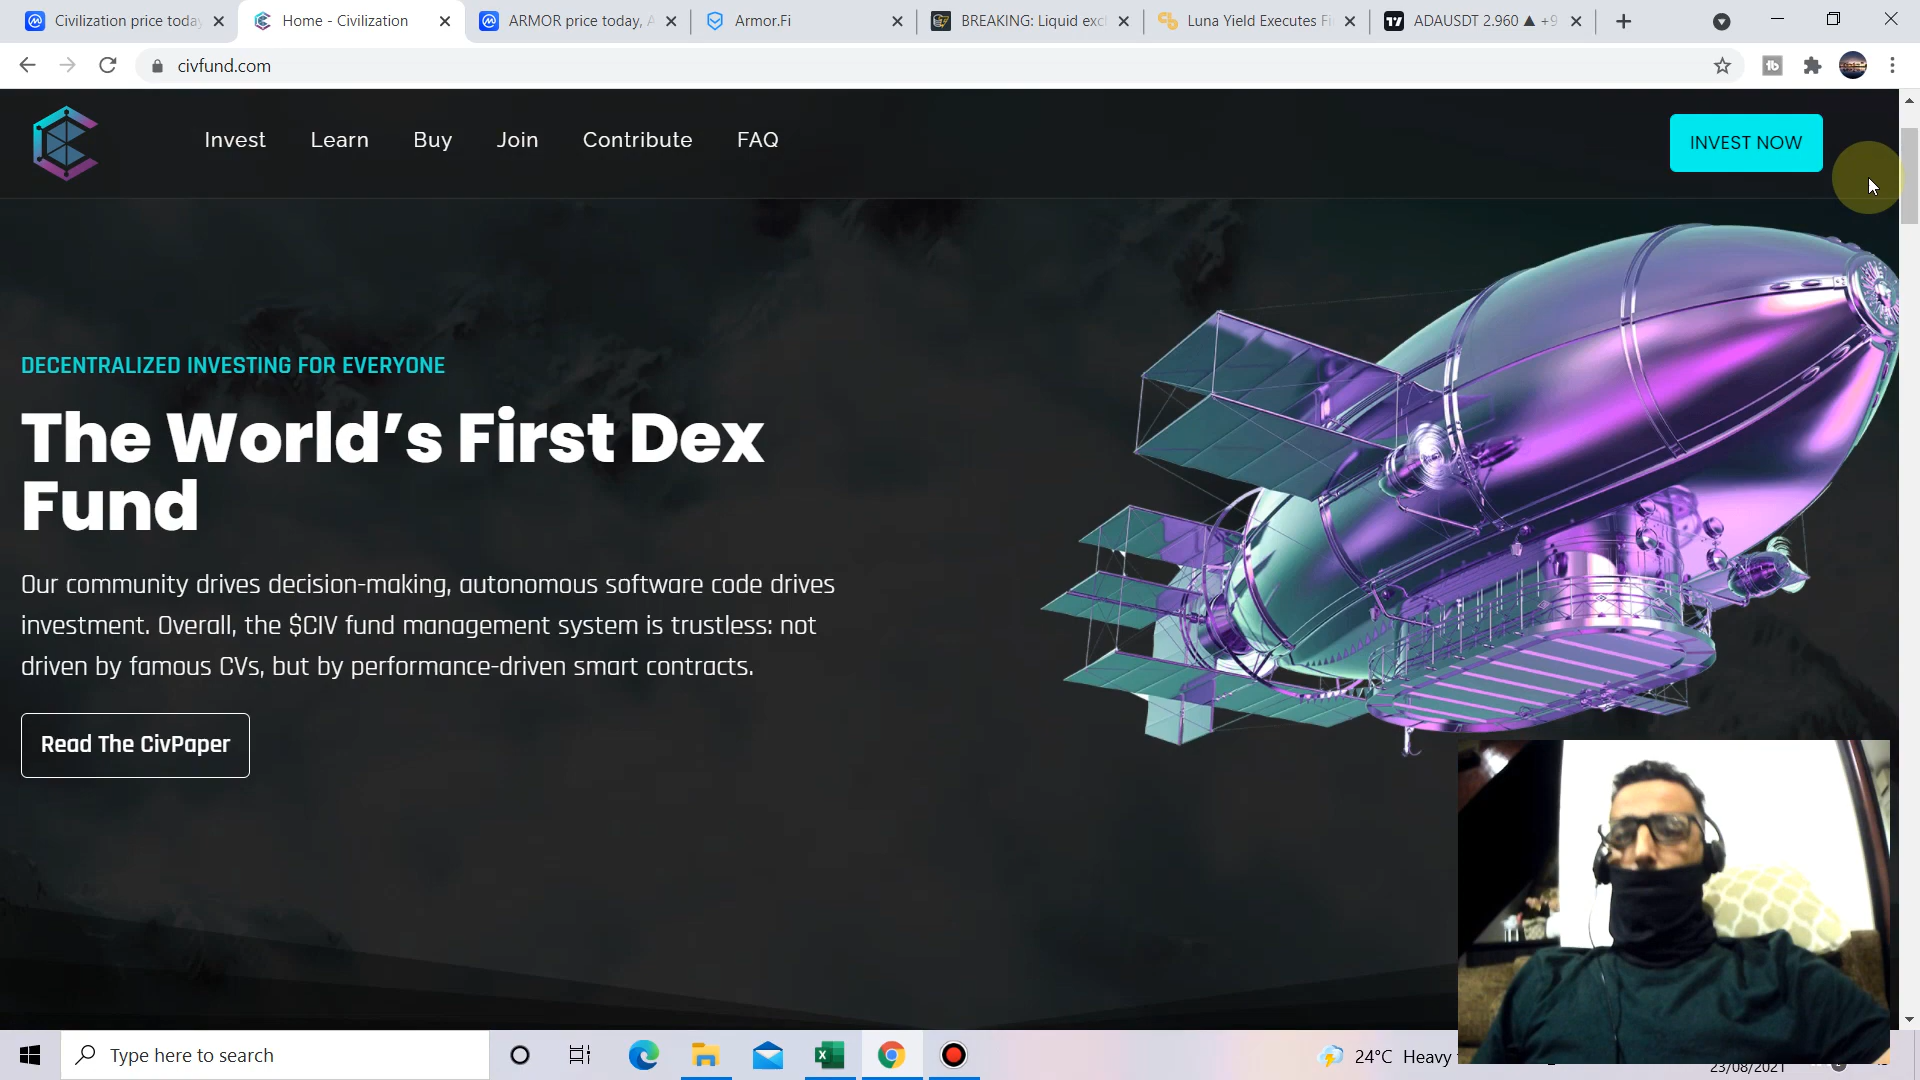 Civilization price today
Home - Civilization
ARMOR price today, A
Armor.Fi
BREAKING: Liquid exc
Luna Yield Executes Fi
ADAUSDT 2.960 ▲ +9
civfund.com
Invest
Learn
Buy
Join
Contribute
FAQ
INVEST NOW
DECENTRALIZED INVESTING FOR EVERYONE
The World's First Dex
Fund
Our community drives decision-making, autonomous software code drives
investment. Overall, the $CIV fund management system is trustless: not
driven by famous CVs, but by performance-driven smart contracts.
Read The CivPaper
Type here to search
24°C Heavy
23/08/2021